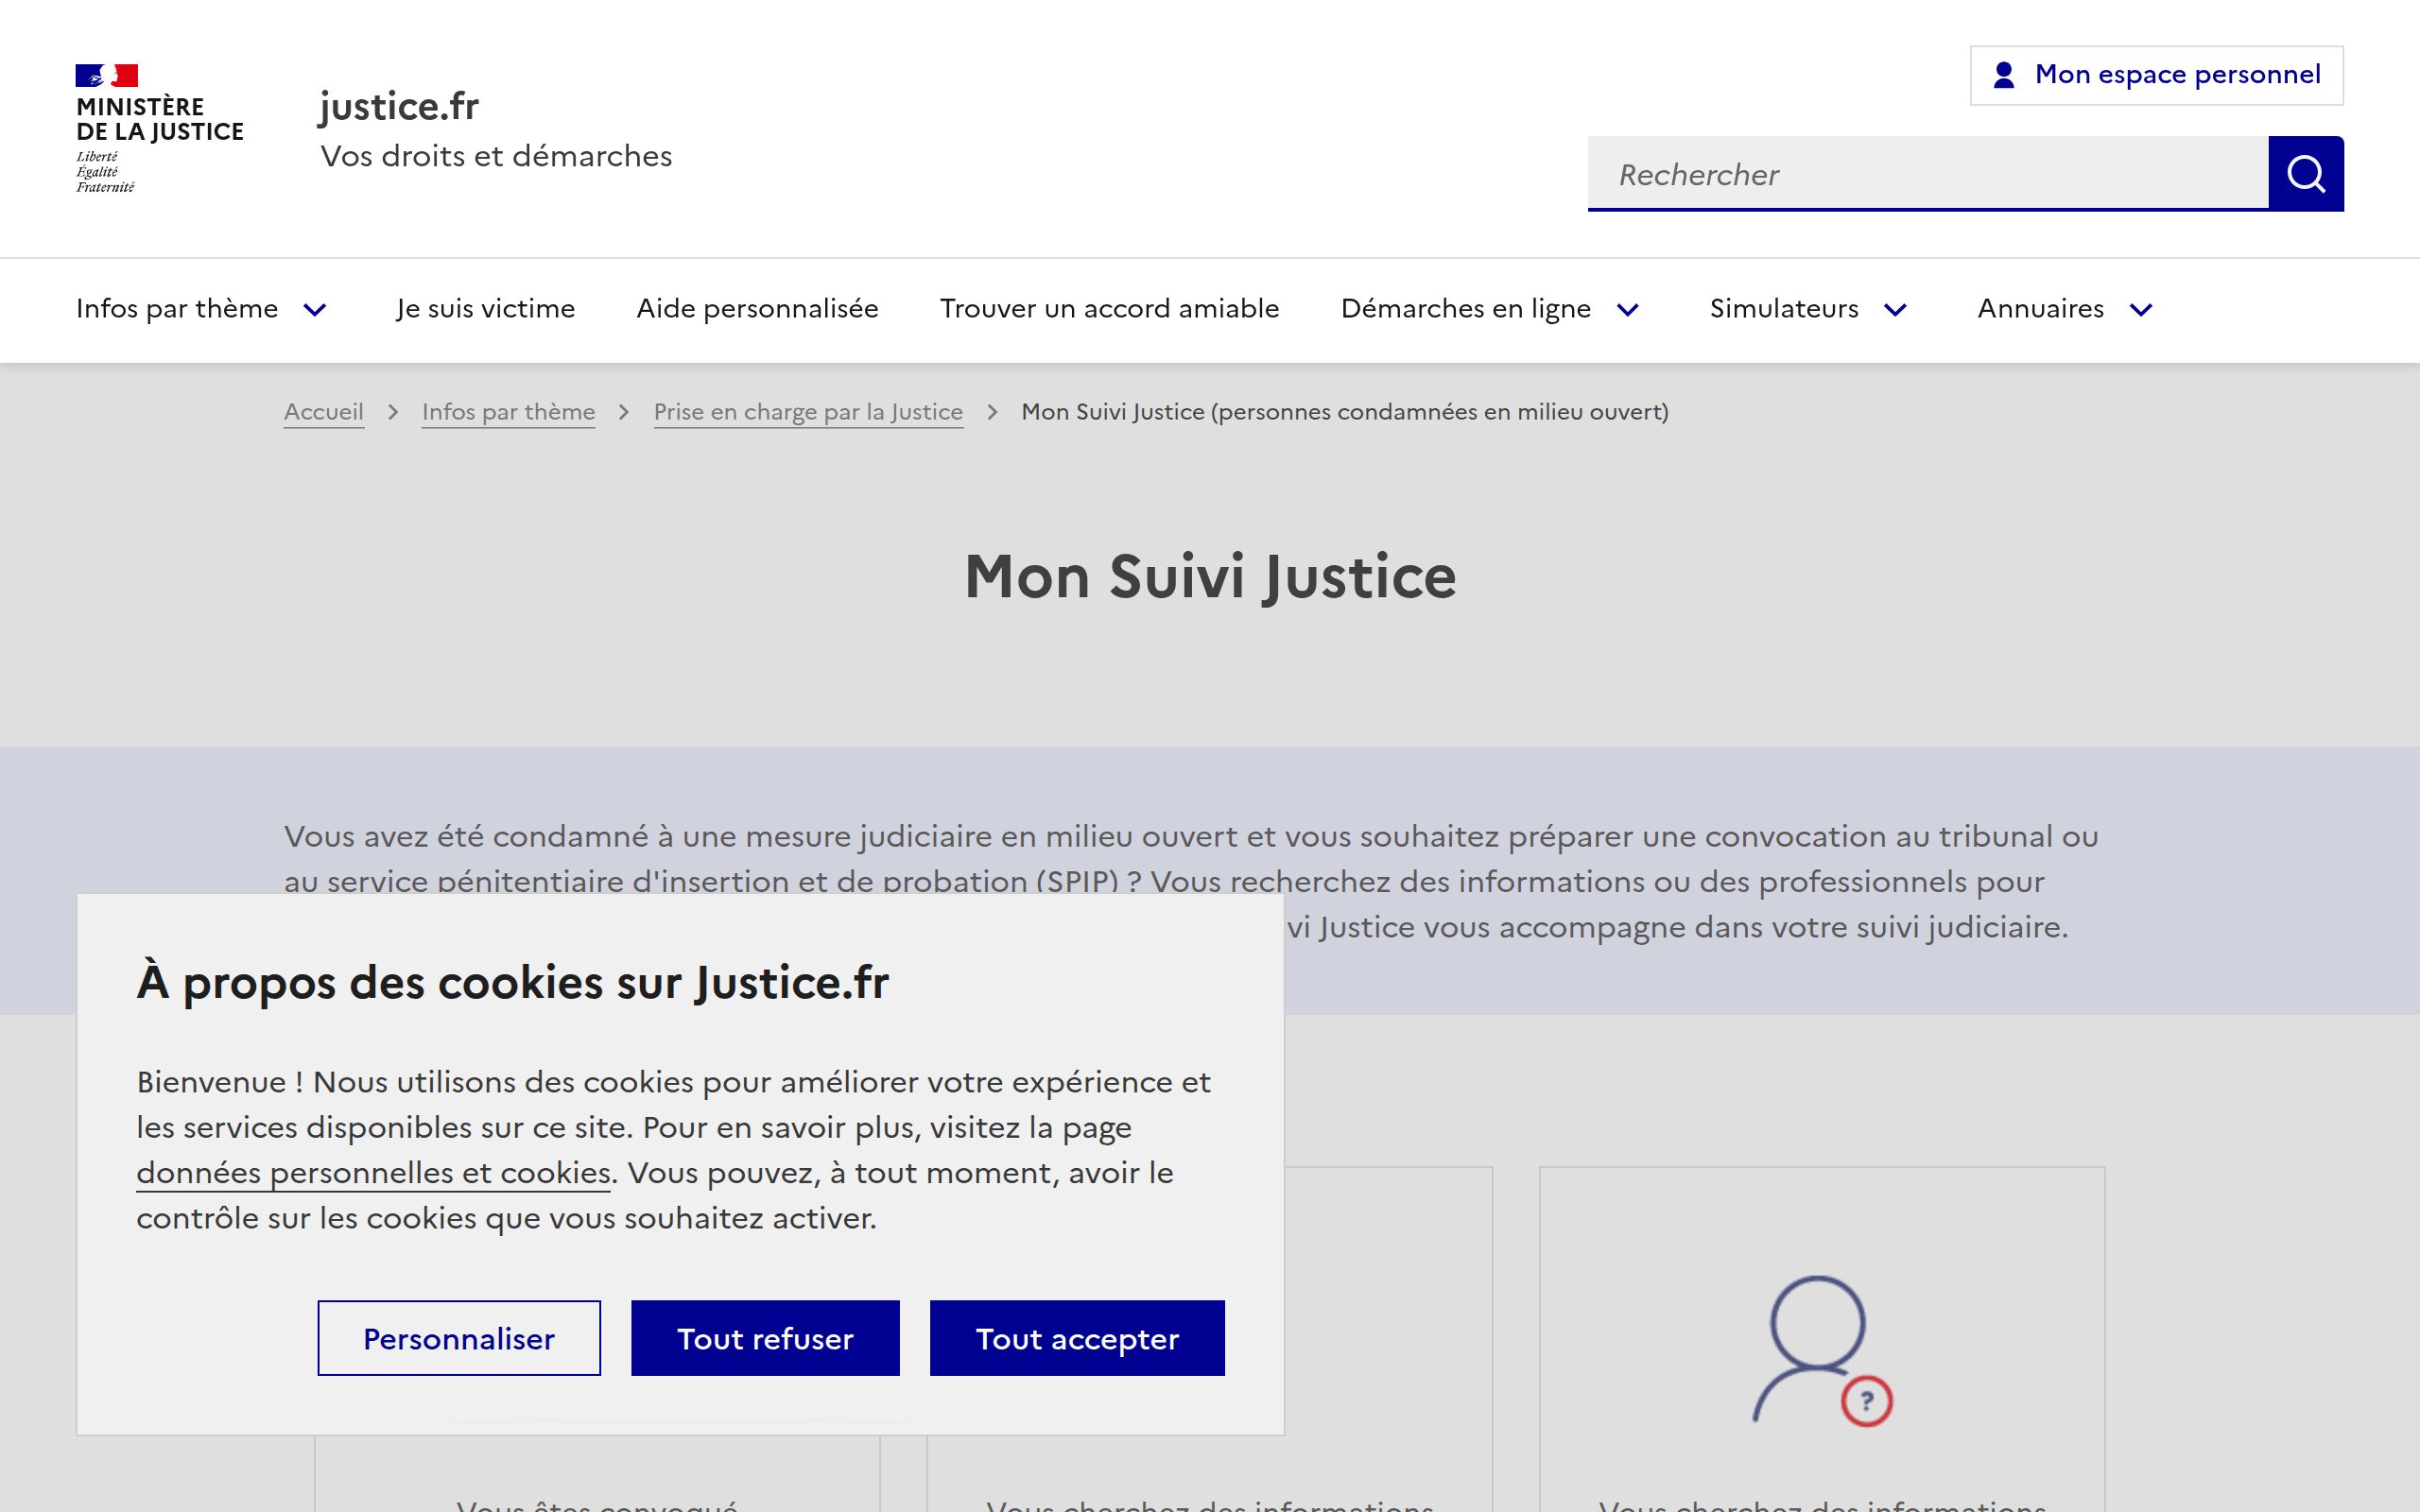 MINISTÈRE
DE LA JUSTICE
Liberté
Égalité
Fraternité
justice.fr
Vos droits et démarches
Mon espace personnel
Rechercher
Infos par thème
Je suis victime
Aide personnalisée
Trouver un accord amiable
Démarches en ligne
Simulateurs
Annuaires
Accueil > Infos par thème > Prise en charge par la Justice > Mon Suivi Justice (personnes condamnées en milieu ouvert)
Mon Suivi Justice
Vous avez été condamné à une mesure judiciaire en milieu ouvert et vous souhaitez préparer une convocation au tribunal ou
au service pénitentiaire d'insertion et de probation (SPIP) ? Vous recherchez des informations ou des professionnels pour
vi Justice vous accompagne dans votre suivi judiciaire.
À propos des cookies sur Justice.fr
Bienvenue ! Nous utilisons des cookies pour améliorer votre expérience et
les services disponibles sur ce site. Pour en savoir plus, visitez la page
données personnelles et cookies. Vous pouvez, à tout moment, avoir le
contrôle sur les cookies que vous souhaitez activer.
Personnaliser
Tout refuser
Tout accepter
?
Vous êtes convoqué
Vous cherchez des informations
Vous cherchez des informations